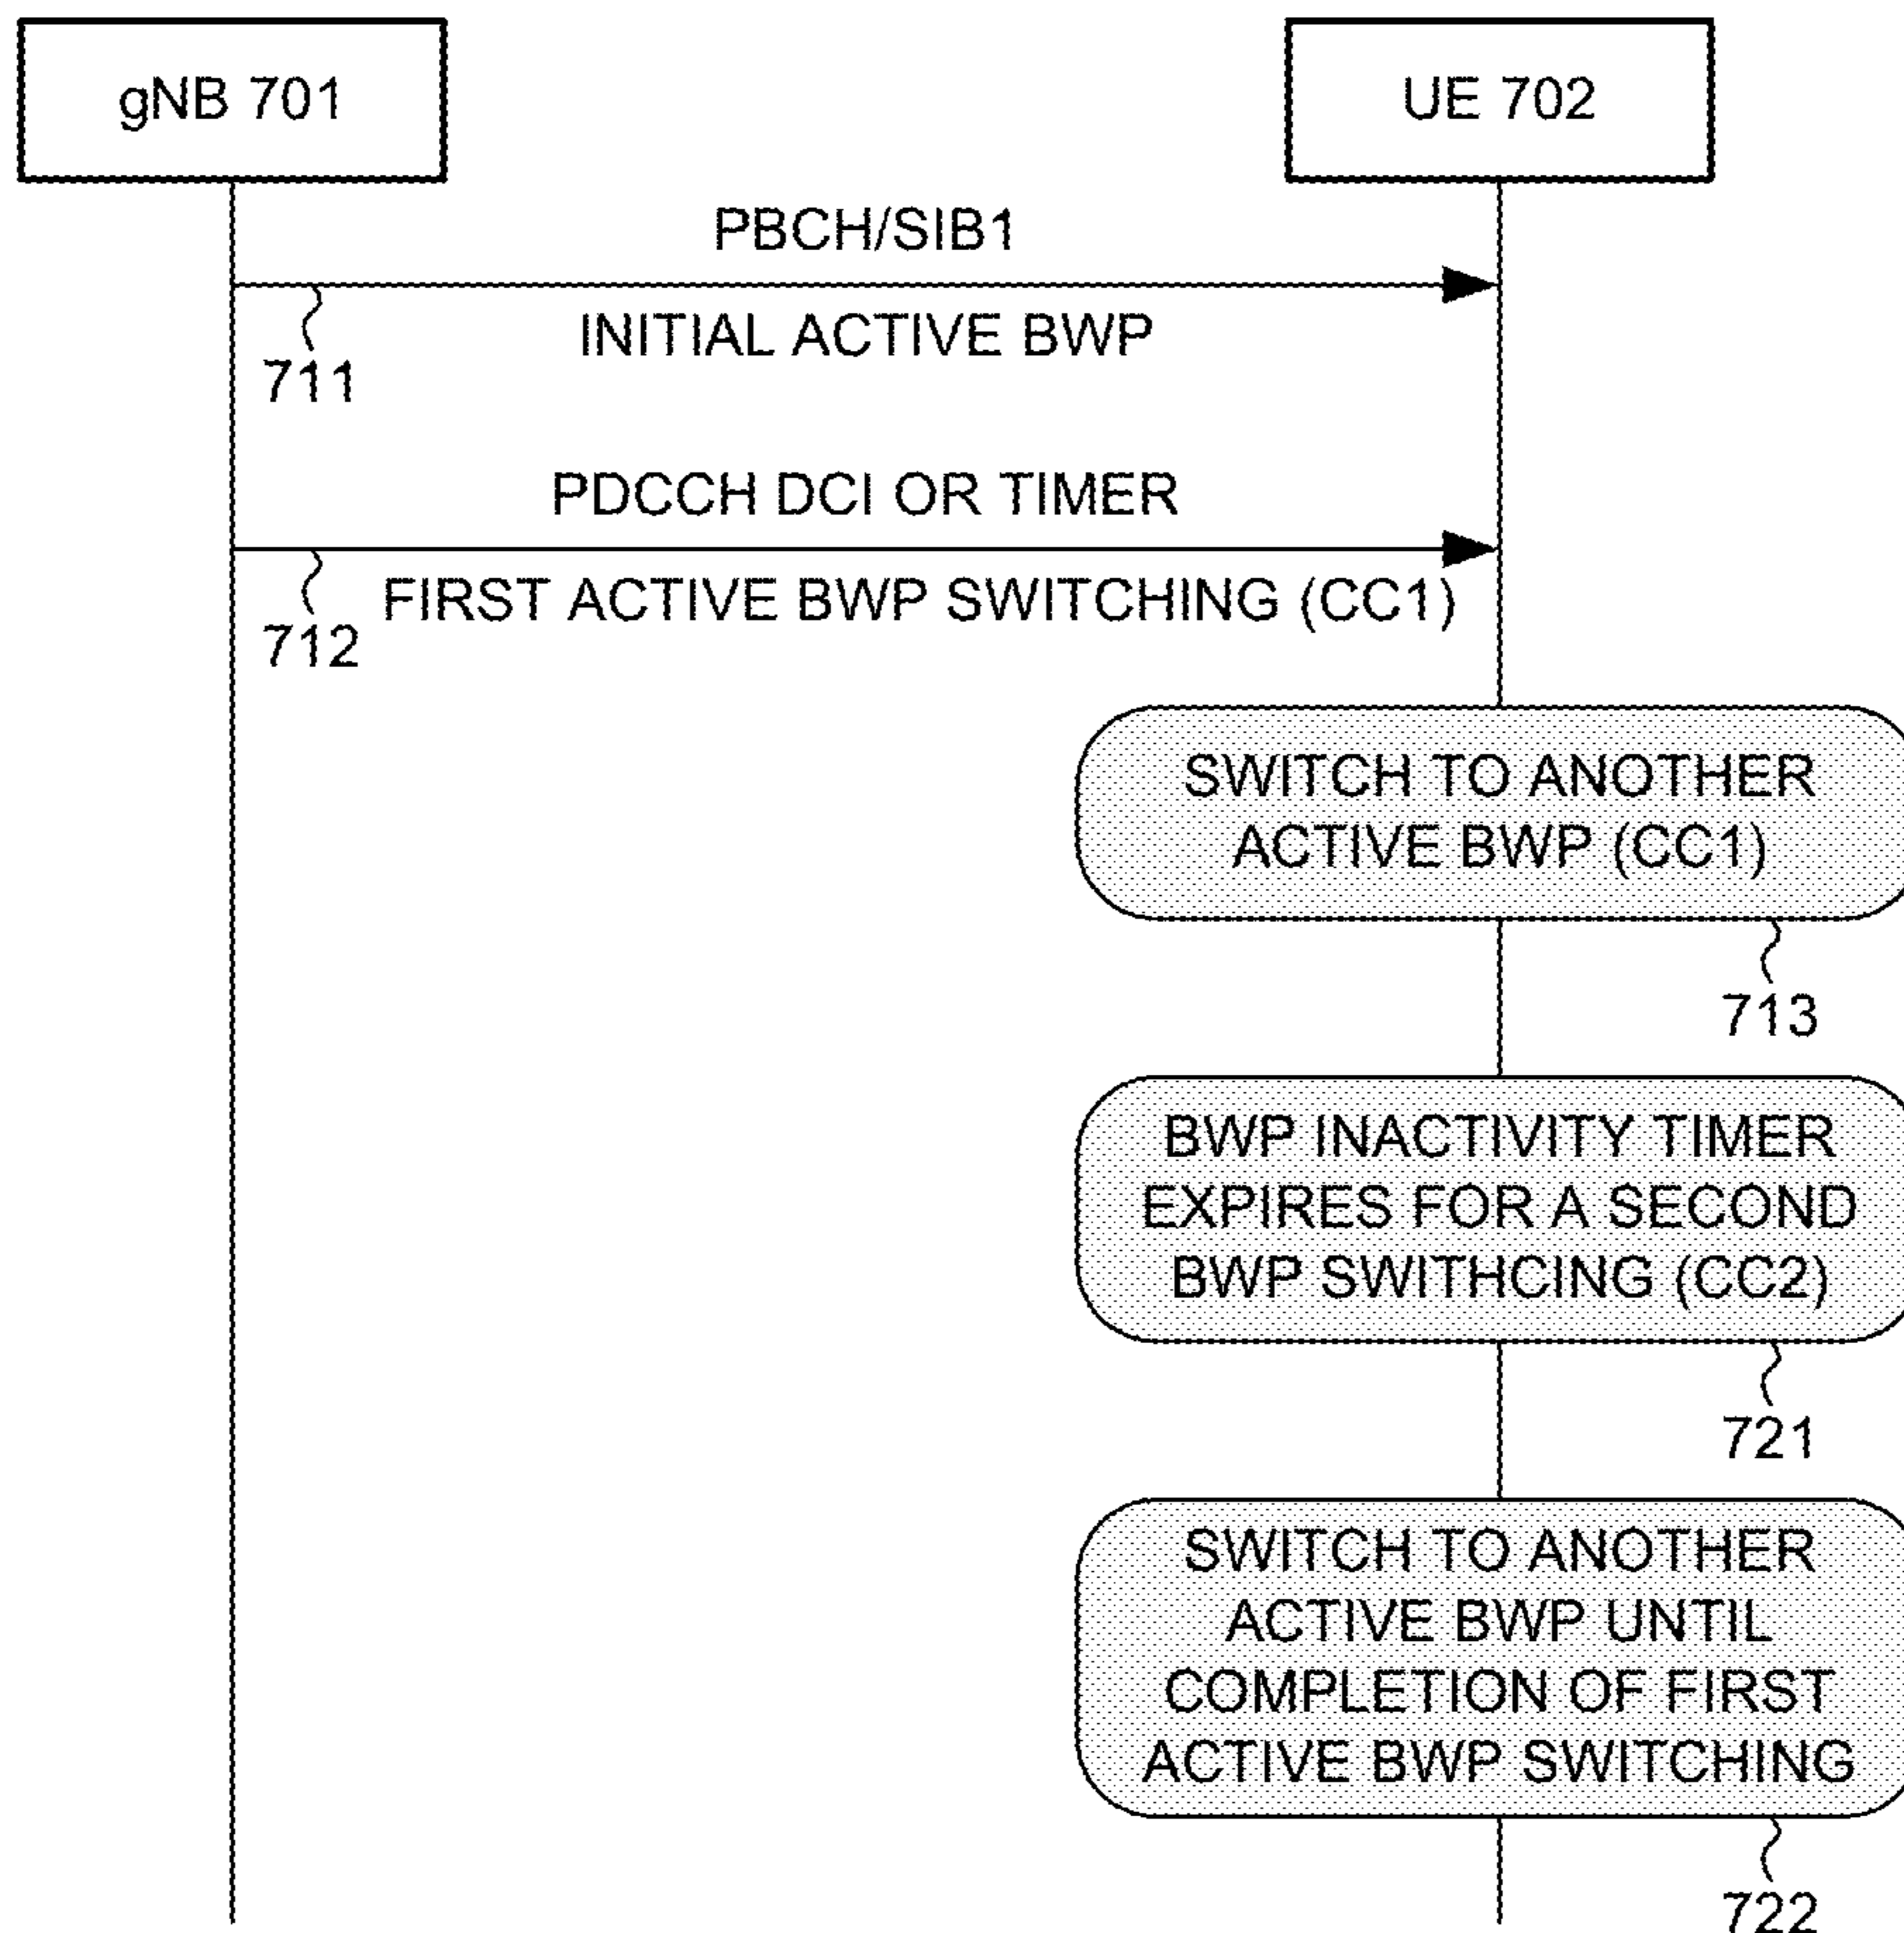 gNB 701
UE 702
PBCH/SIB1
INITIAL ACTIVE BWP
711
PDCCH DCI OR TIMER
FIRST ACTIVE BWP SWITCHING (CC1)
712
SWITCH TO ANOTHER
ACTIVE BWP (CC1)
713
BWP INACTIVITY TIMER
EXPIRES FOR A SECOND
BWP SWITHCING (CC2)
721
SWITCH TO ANOTHER
ACTIVE BWP UNTIL
COMPLETION OF FIRST
ACTIVE BWP SWITCHING
722